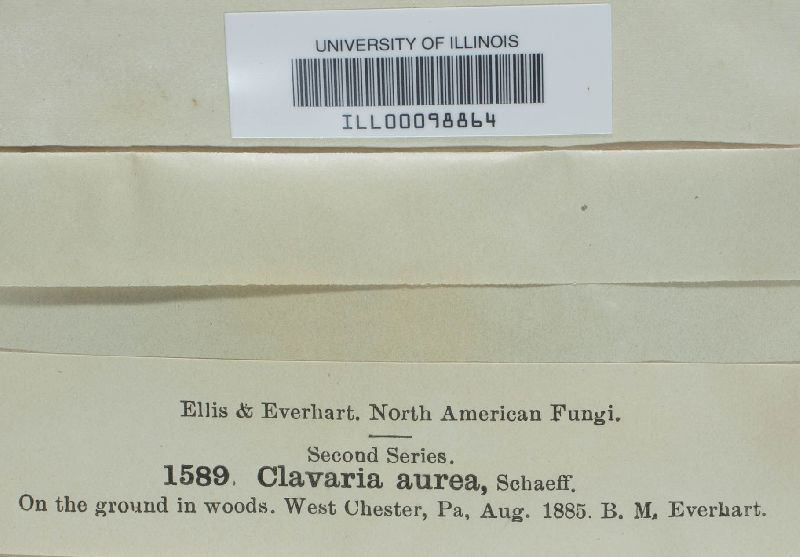 UNIVERSITY OF ILLINOIS
ILL00098864
Ellis & Everhart. North American Fungi.
Second Series.
1589. Clavaria aurea, Schaeff.
On the ground in woods. West Chester, Pa, Aug. 1885. B. M. Everhart.